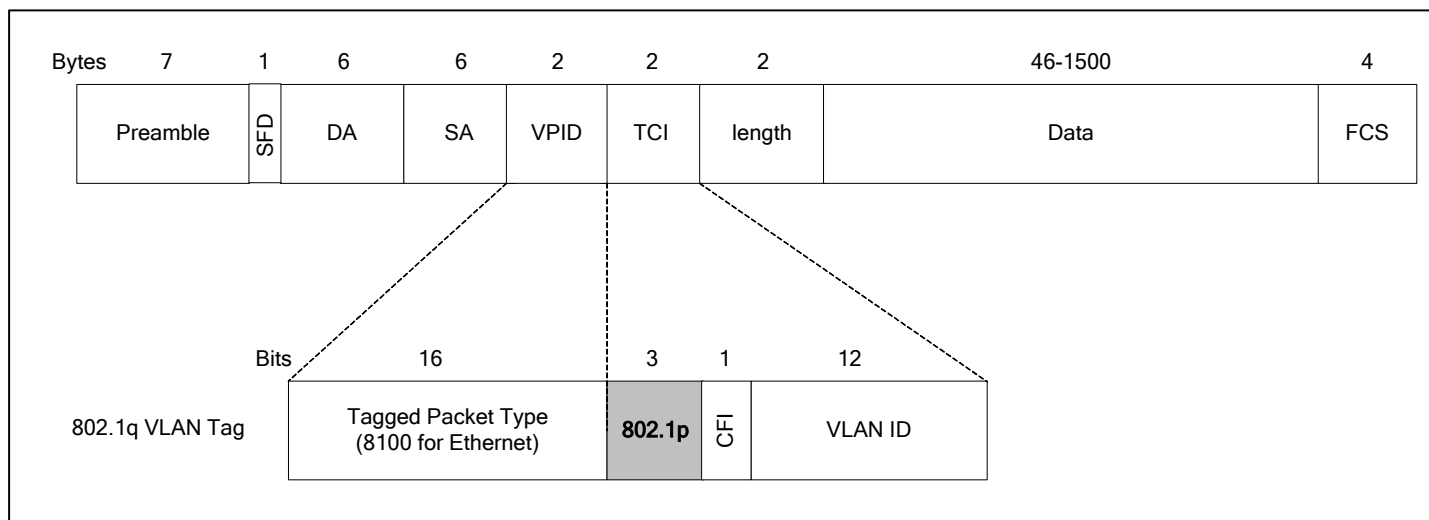 Bytes 7 1 6 6 2 2 2 46-1500 4
Preamble SFD DA SA VPID TCI length Data FCS
Bits 16 3 1 12
802.1q VLAN Tag
Tagged Packet Type
(8100 for Ethernet)
802.1p CFI VLAN ID